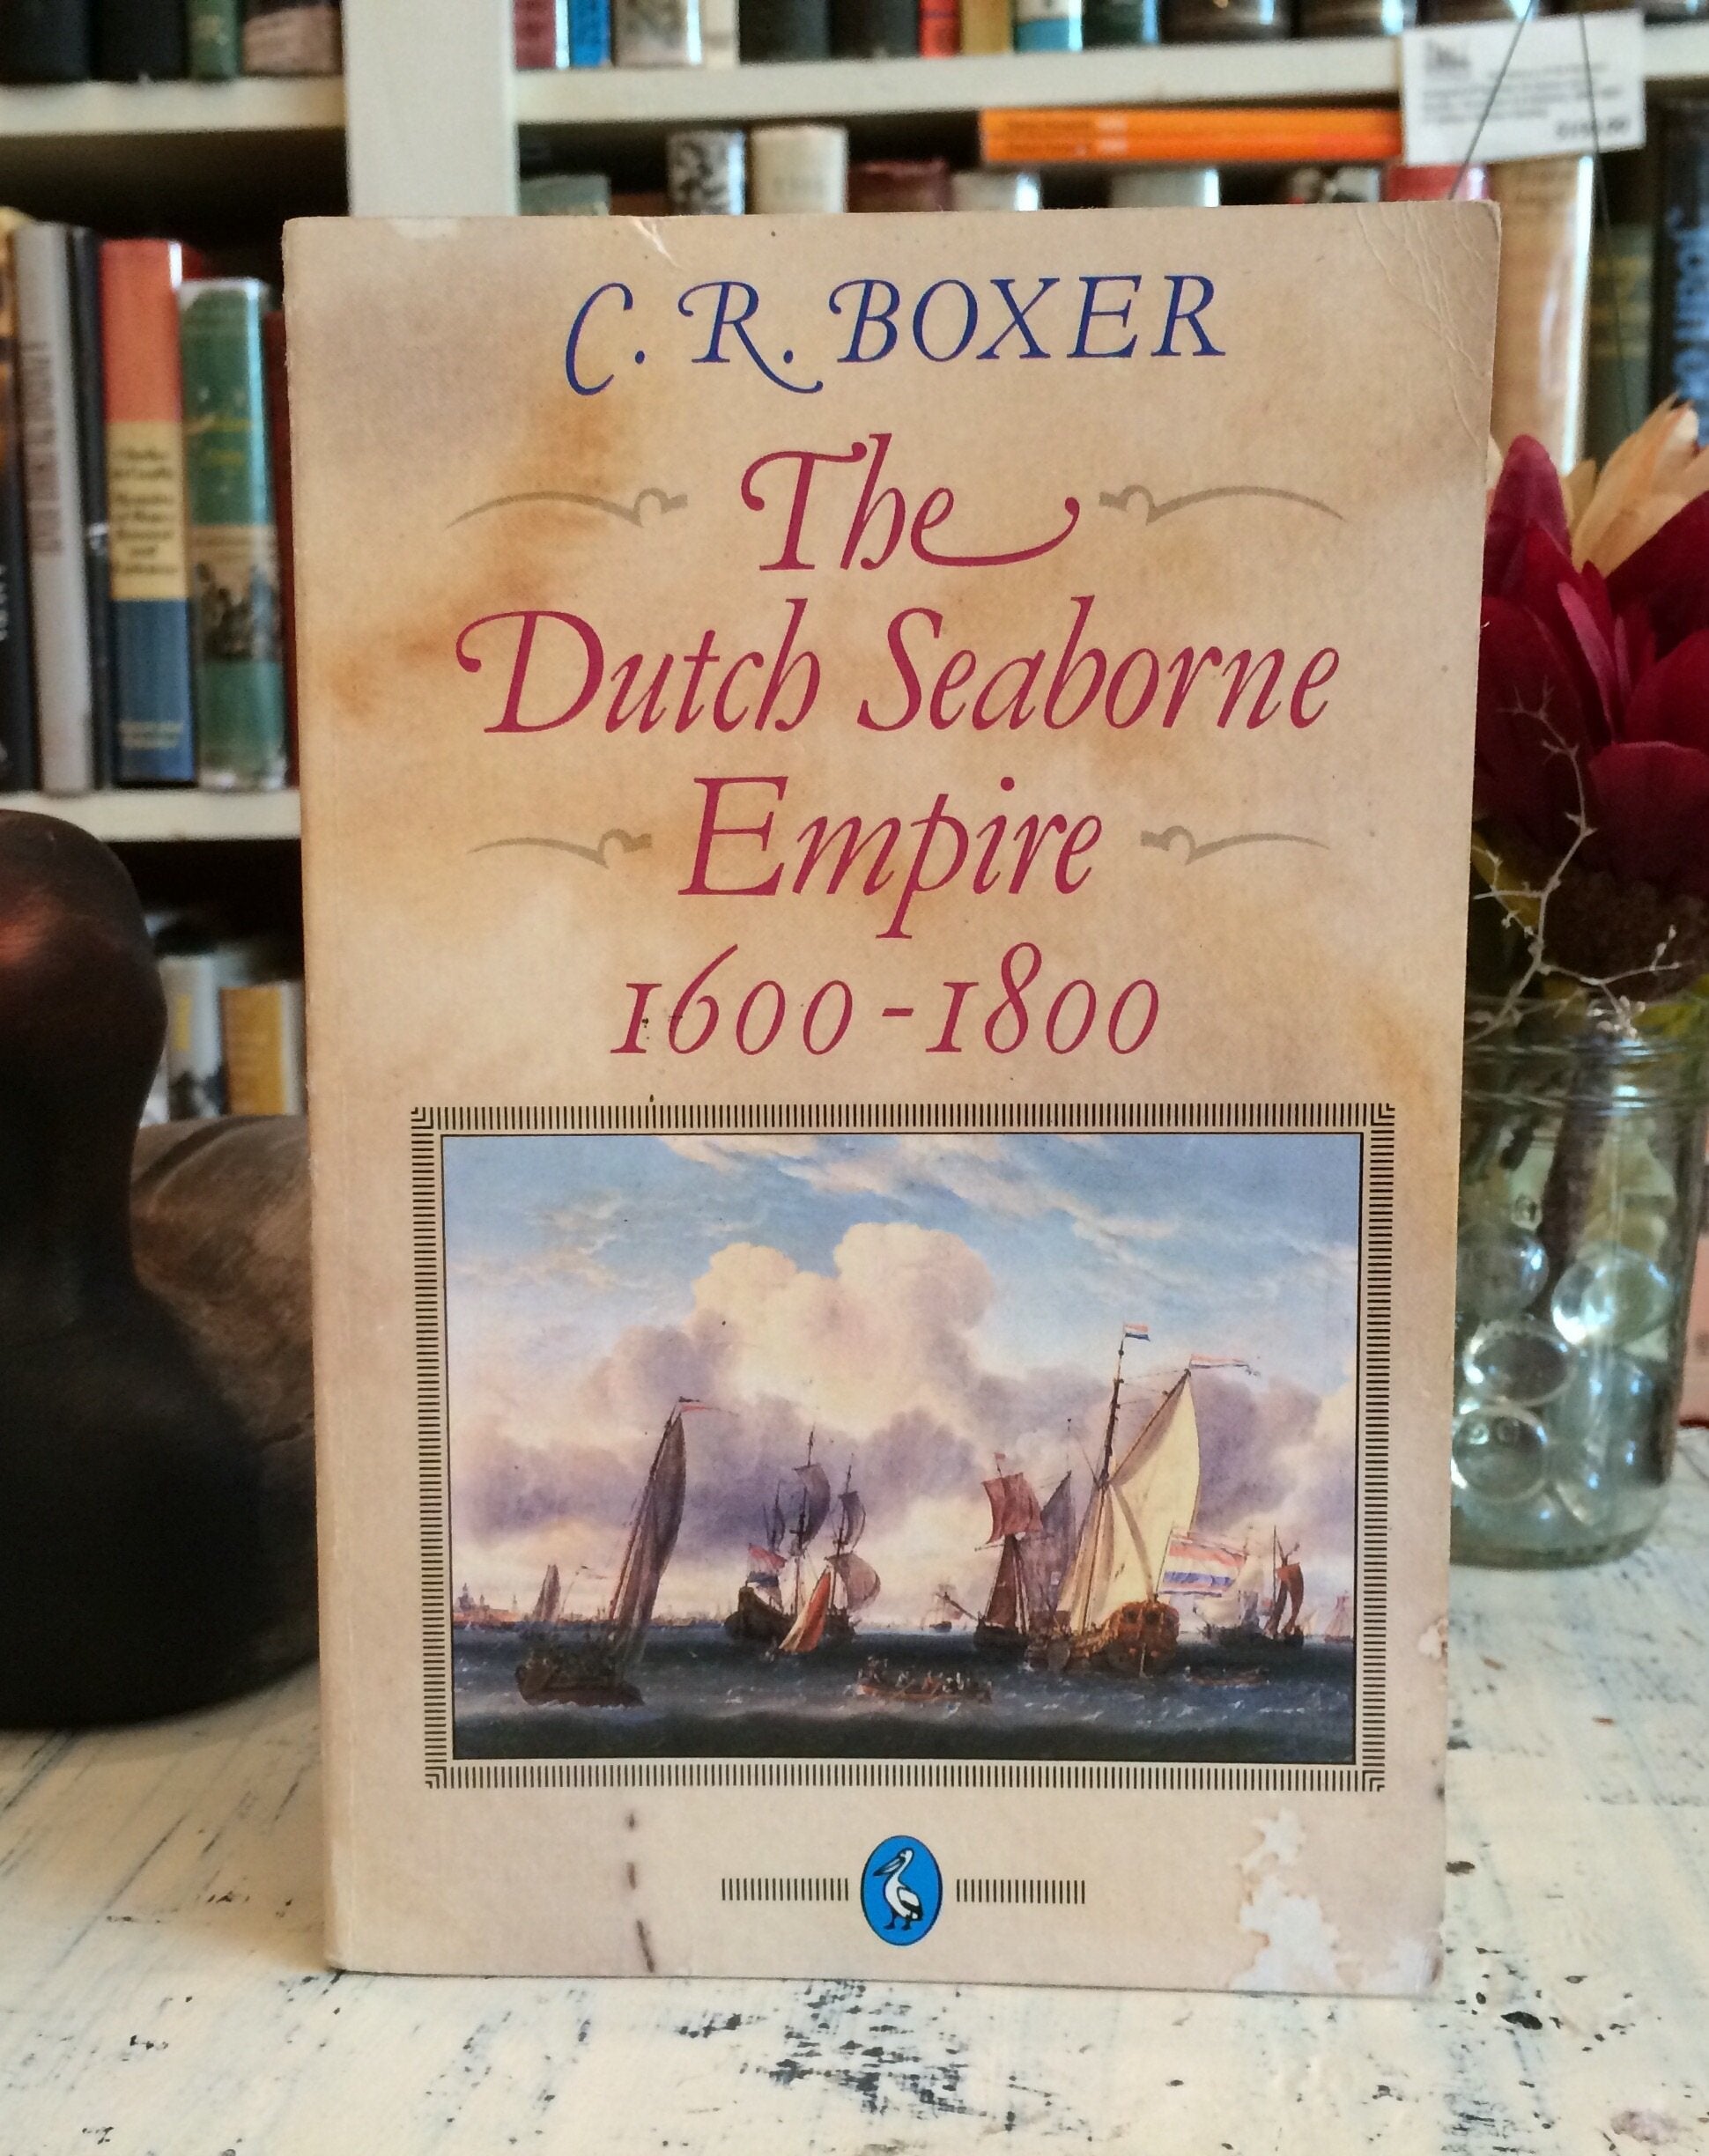 C. R. BOXER
The
Dutch Seaborne
Empire
1600-1800